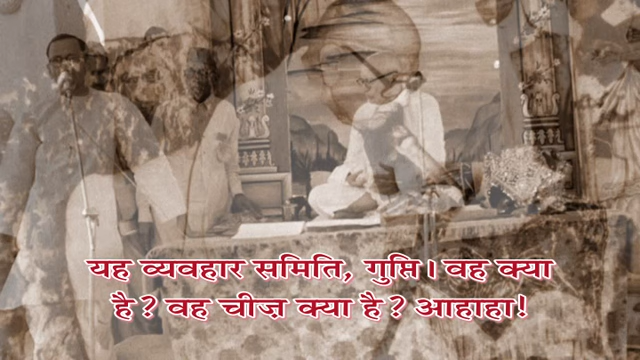 यह व्यवहार समिति, गुप्ति। वह क्या
है? वह चीज़ क्या है? आहाहा!